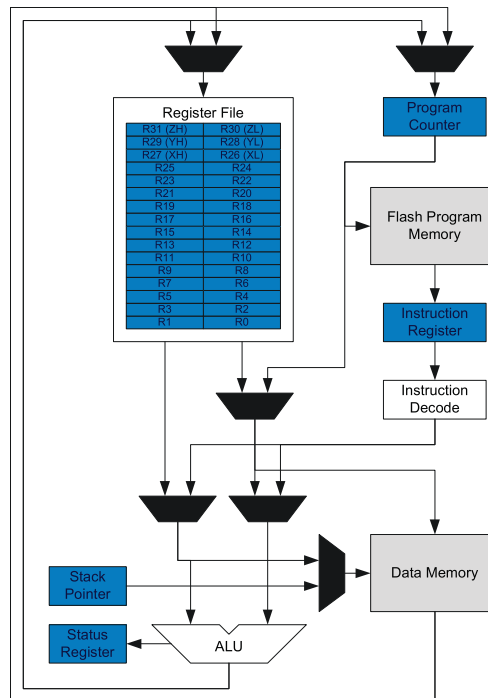 Register File
R31 (ZH) R30 (ZL)
R29 (YH) R28 (YL)
R27 (XH) R26 (XL)
R25 R24
R23 R22
R21 R20
R19 R18
R17 R16
R15 R14
R13 R12
R11 R10
R9 R8
R7 R6
R5 R4
R3 R2
R1 R0
Program
Counter
Flash Program
Memory
Instruction
Register
Instruction
Decode
Stack
Pointer
Data Memory
Status
Register
ALU